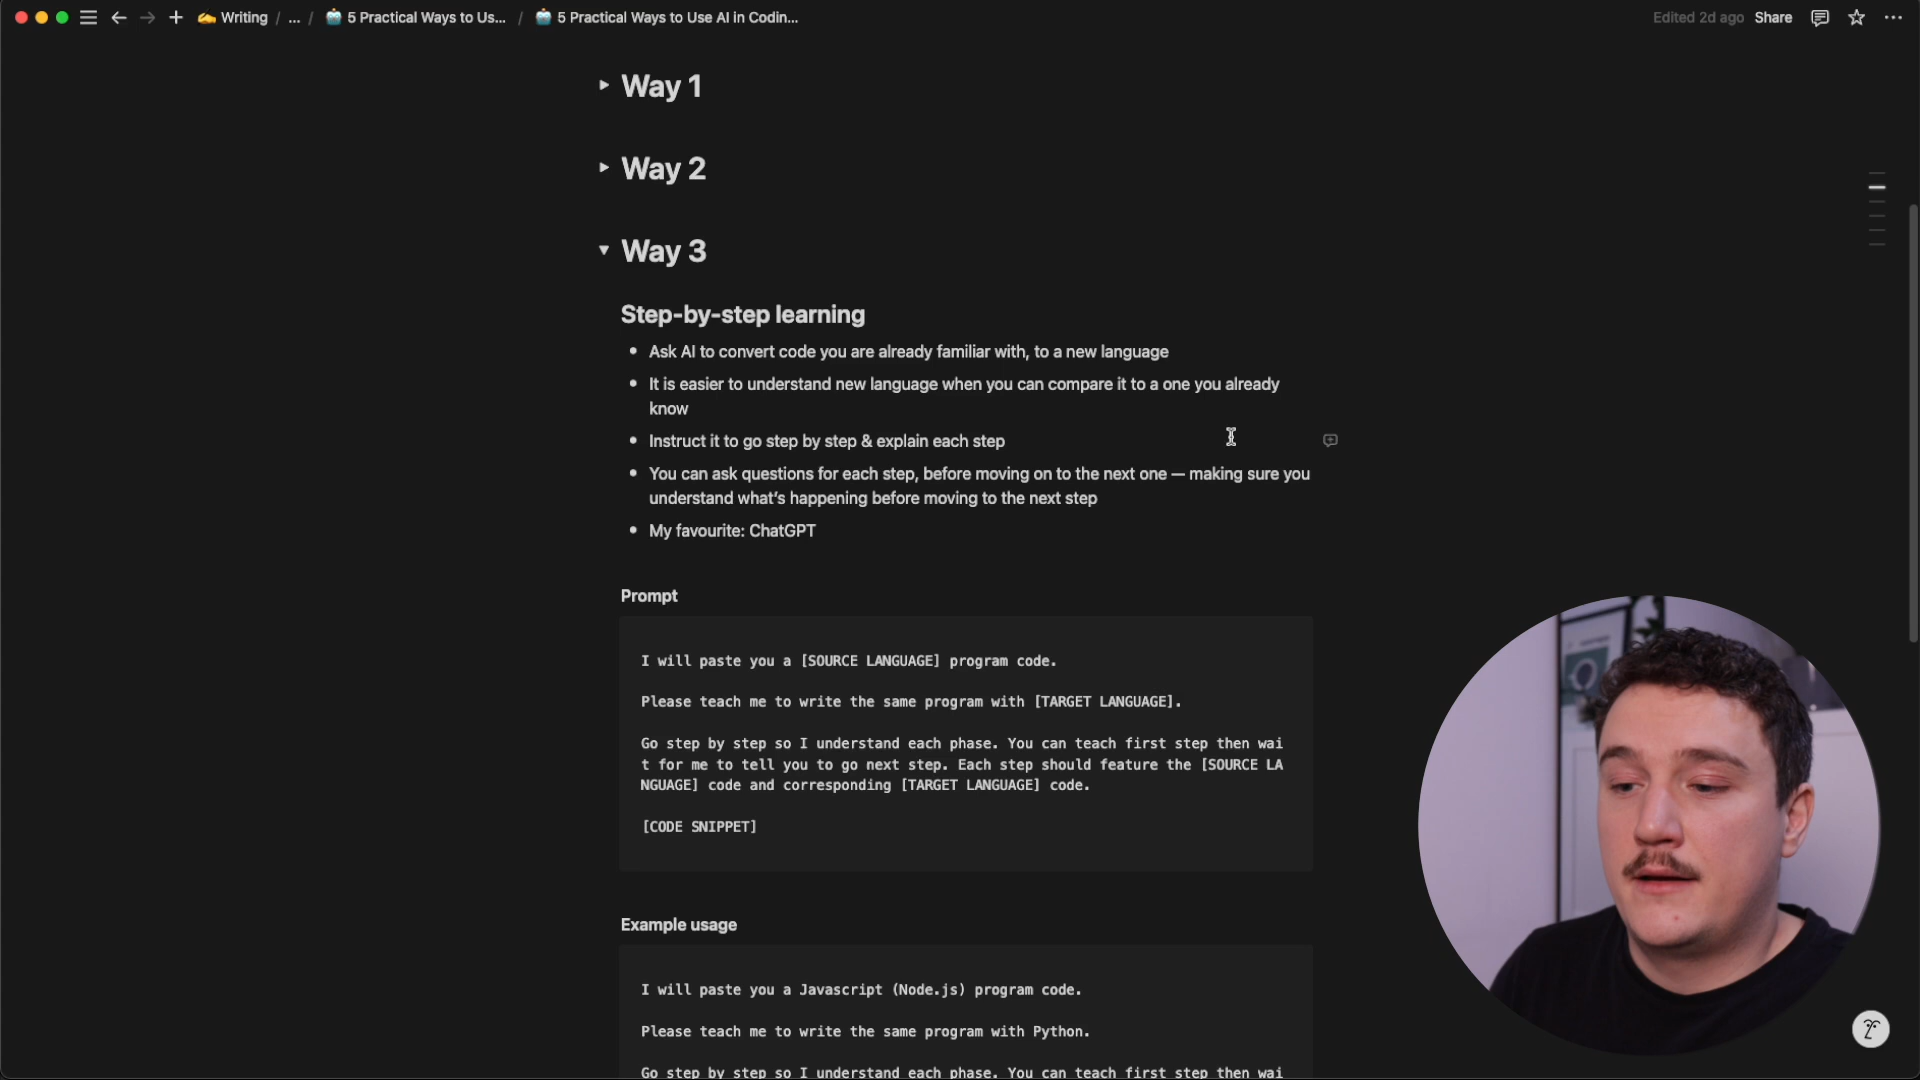 Writing / ... / 5 Practical Ways to Us... / 5 Practical Ways to Use AI in Codin... Edited 2d ago Share
Way 1
Way 2
Way 3
Step-by-step learning
Ask AI to convert code you are already familiar with, to a new language
It is easier to understand new language when you can compare it to a one you already
know
Instruct it to go step by step & explain each step
You can ask questions for each step, before moving on to the next one — making sure you
understand what's happening before moving to the next step
My favourite: ChatGPT
Prompt
I will paste you a [SOURCE LANGUAGE] program code.
Please teach me to write the same program with [TARGET LANGUAGE].
Go step by step so I understand each phase. You can teach first step then wai
t for me to tell you to go next step. Each step should feature the [SOURCE LA
NGUAGE] code and corresponding [TARGET LANGUAGE] code.
[CODE SNIPPET]
Example usage
I will paste you a Javascript (Node.js) program code.
Please teach me to write the same program with Python.
Go step by step so I understand each phase. You can teach first step then wai